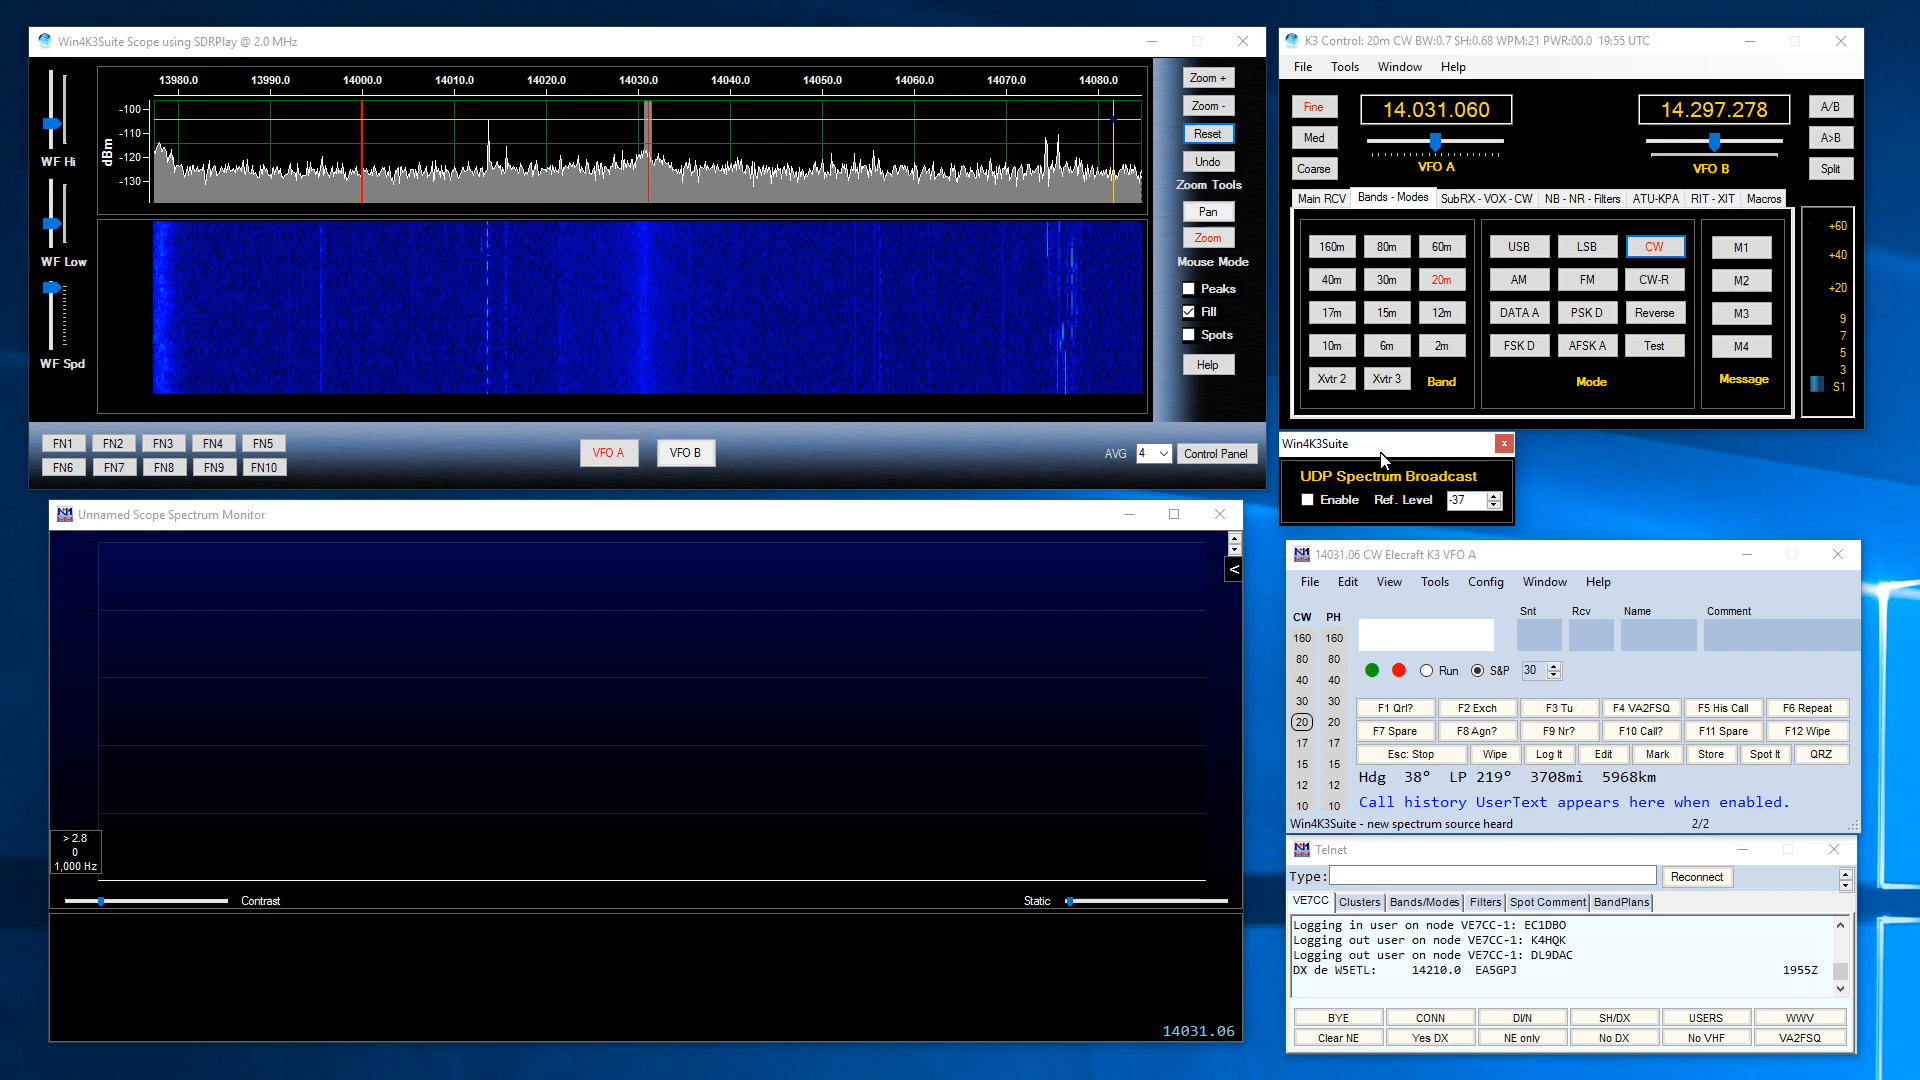 Win4K3Suite Scope using SDRPlay @ 2.0 MHz
13980.0 13990.0 14000.0 14010.0 14020.0 14030.0 14040.0 14050.0 14060.0 14070.0 14080.0
dBm
-100
-110
-120
-130
WF Hi
WF Low
WF Spd
Zoom +
Zoom -
Reset
Undo
Zoom Tools
Pan
Zoom
Mouse Mode
Peaks
Fill
Spots
Help
FN1 FN2 FN3 FN4 FN5
FN6 FN7 FN8 FN9 FN10
VFO A VFO B
AVG 4 Control Panel
K3 Control: 20m CW BW:0.7 SH:0.68 WPM:21 PWR:00.0 19:55 UTC
File Tools Window Help
Fine 14.031.060 14.297.278 A/B
Med A>B
Coarse VFO A VFO B Split
Main RCV Bands - Modes SubRX - VOX - CW NB - NR - Filters ATU-KPA RIT - XIT Macros
160m 80m 60m USB LSB CW M1
40m 30m 20m AM FM CW-R M2
17m 15m 12m DATA A PSK D Reverse M3
10m 6m 2m FSK D AFSK A Test M4
Xvtr 2 Xvtr 3 Band Mode Message
+60
+40
+20
9
7
5
3
S1
Win4K3Suite x
UDP Spectrum Broadcast
Enable Ref. Level -37
Unnamed Scope Spectrum Monitor
<
> 2.8
0
1,000 Hz
Contrast Static
14031.06
14031.06 CW Elecraft K3 VFO A
File Edit View Tools Config Window Help
Snt Rcv Name Comment
CW PH
160 160
80 80
40 40
30 30
20 20
17 17
15 15
12 12
10 10
Run S&P 30
F1 Qrl? F2 Exch F3 Tu F4 VA2FSQ F5 His Call F6 Repeat
F7 Spare F8 Agn? F9 Nr? F10 Call? F11 Spare F12 Wipe
Esc: Stop Wipe Log It Edit Mark Store Spot It QRZ
Hdg 38° LP 219° 3708mi 5968km
Call history UserText appears here when enabled.
Win4K3Suite - new spectrum source heard 2/2
Telnet
Type: Reconnect
VE7CC Clusters Bands/Modes Filters Spot Comment BandPlans
Logging in user on node VE7CC-1: EC1DBO
Logging out user on node VE7CC-1: K4HQK
Logging out user on node VE7CC-1: DL9DAC
DX de W5ETL: 14210.0 EA5GPJ 1955Z
BYE CONN DI/N SH/DX USERS WWV
Clear NE Yes DX NE only No DX No VHF VA2FSQ